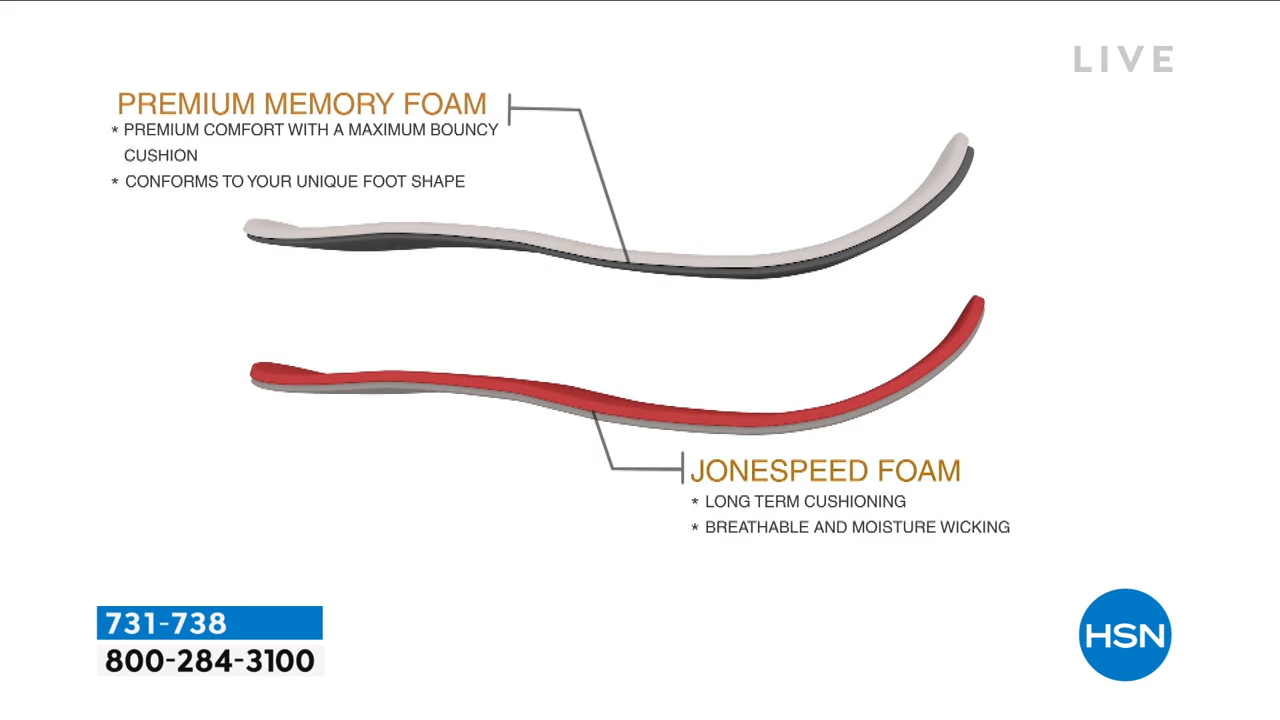 LIVE
PREMIUM MEMORY FOAM
* PREMIUM COMFORT WITH A MAXIMUM BOUNCY
CUSHION
* CONFORMS TO YOUR UNIQUE FOOT SHAPE
JONESPEED FOAM
* LONG TERM CUSHIONING
* BREATHABLE AND MOISTURE WICKING
731-738
800-284-3100
HSN